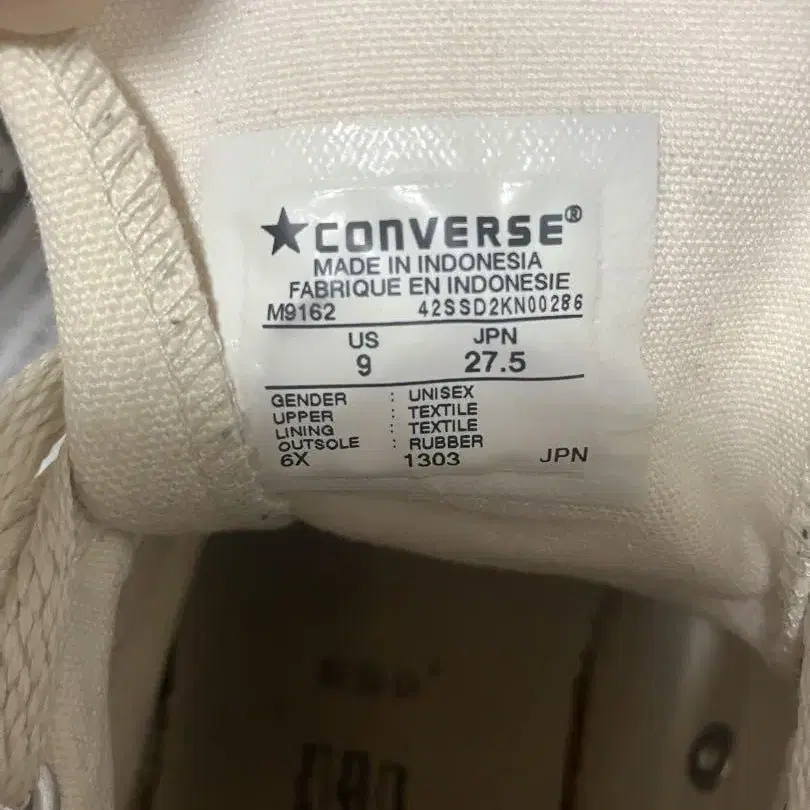 ★CONVERSE®
MADE IN INDONESIA
FABRIQUE EN INDONESIE
M9162 42SSD2KN00286
US JPN
9 27.5
GENDER : UNISEX
UPPER : TEXTILE
LINING : TEXTILE
OUTSOLE : RUBBER
6X 1303 JPN